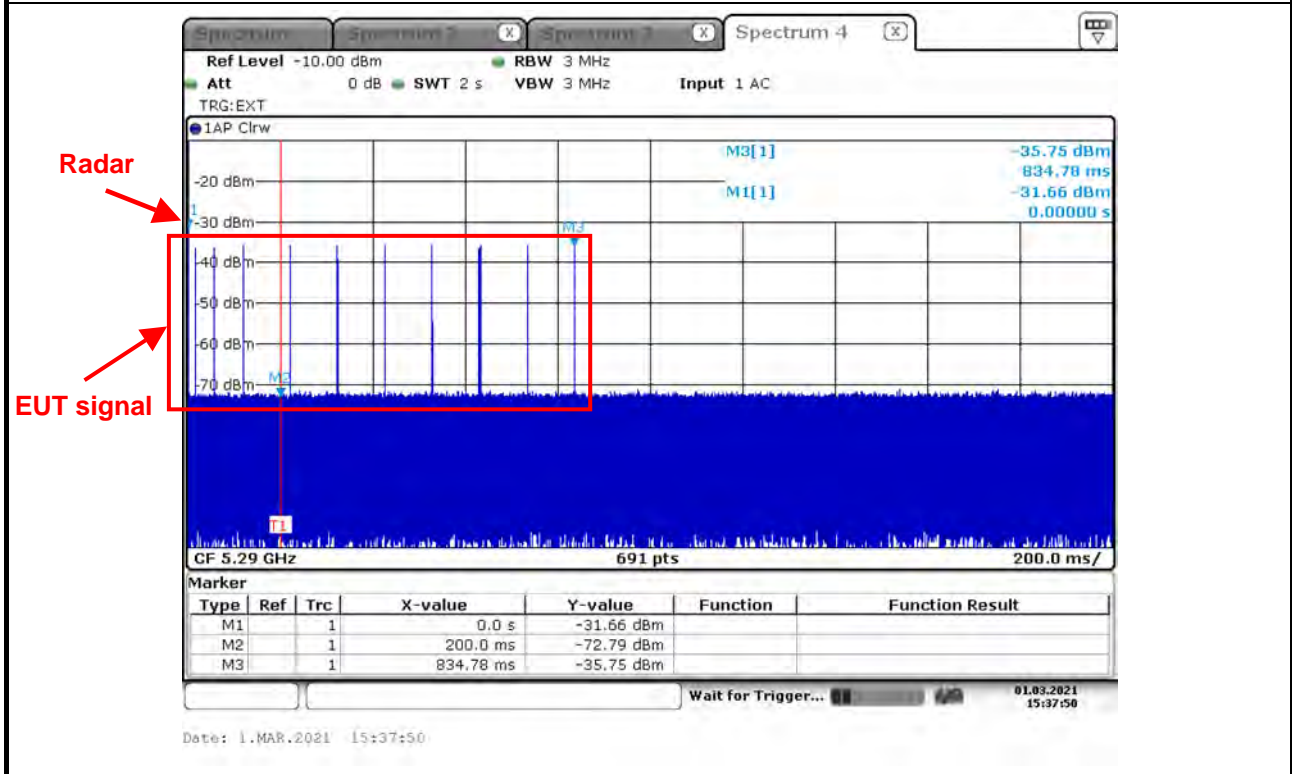 Spectrum Spectrum 2 X Spectrum 3 X Spectrum 4 X
Ref Level -10.00 dBm RBW 3 MHz
Att 0 dB SWT 2 s VBW 3 MHz Input 1 AC
TRG:EXT
1AP Clrw
M3[1] -35.75 dBm
834.78 ms
M1[1] -31.66 dBm
0.00000 s
Radar
-20 dBm
1
-30 dBm
M3
-40 dBm
-50 dBm
-60 dBm
-70 dBm
M2
EUT signal
T1
CF 5.29 GHz 691 pts 200.0 ms/
Marker
Type Ref Trc X-value Y-value Function Function Result
M1 1 0.0 s -31.66 dBm
M2 1 200.0 ms -72.79 dBm
M3 1 834.78 ms -35.75 dBm
Wait for Trigger... 01.03.2021
15:37:50
Date: 1.MAR.2021 15:37:50